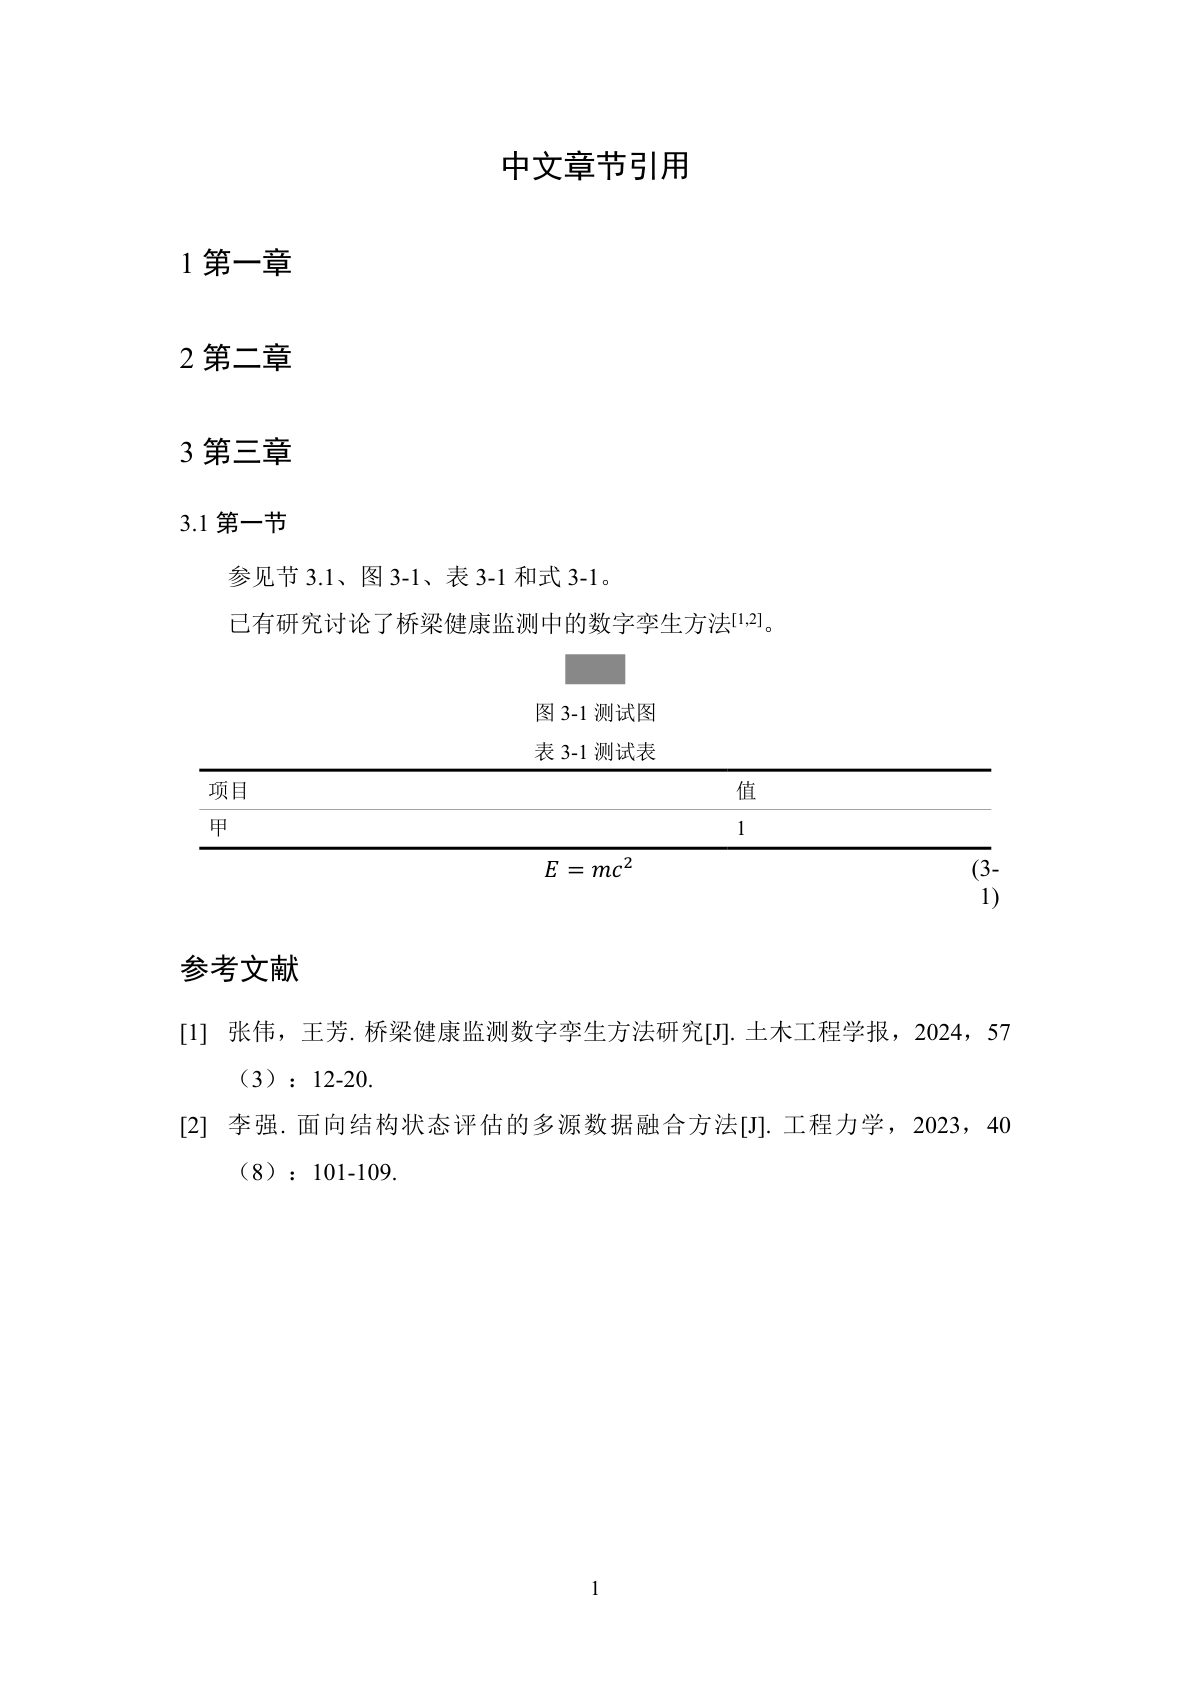 中文章节引用
1 第一章
2 第二章
3 第三章
3.1 第一节
参见节 3.1、图 3-1、表 3-1 和式 3-1。
已有研究讨论了桥梁健康监测中的数字孪生方法[1,2]。
图 3-1 测试图
表 3-1 测试表
项目 值
甲 1
E = mc² (3-
1)
参考文献
[1] 张伟，王芳. 桥梁健康监测数字孪生方法研究[J]. 土木工程学报，2024，57
（3）：12-20.
[2] 李强. 面向结构状态评估的多源数据融合方法[J]. 工程力学，2023，40
（8）：101-109.
1